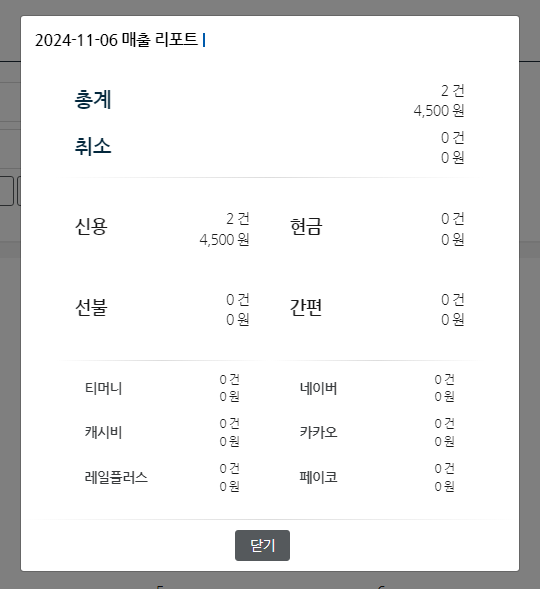 2024-11-06 매출 리포트 |
총계
2 건
4,500 원
취소
0 건
0 원
신용
2 건
4,500 원
현금
0 건
0 원
선불
0 건
0 원
간편
0 건
0 원
티머니
0 건
0 원
네이버
0 건
0 원
캐시비
0 건
0 원
카카오
0 건
0 원
레일플러스
0 건
0 원
페이코
0 건
0 원
닫기